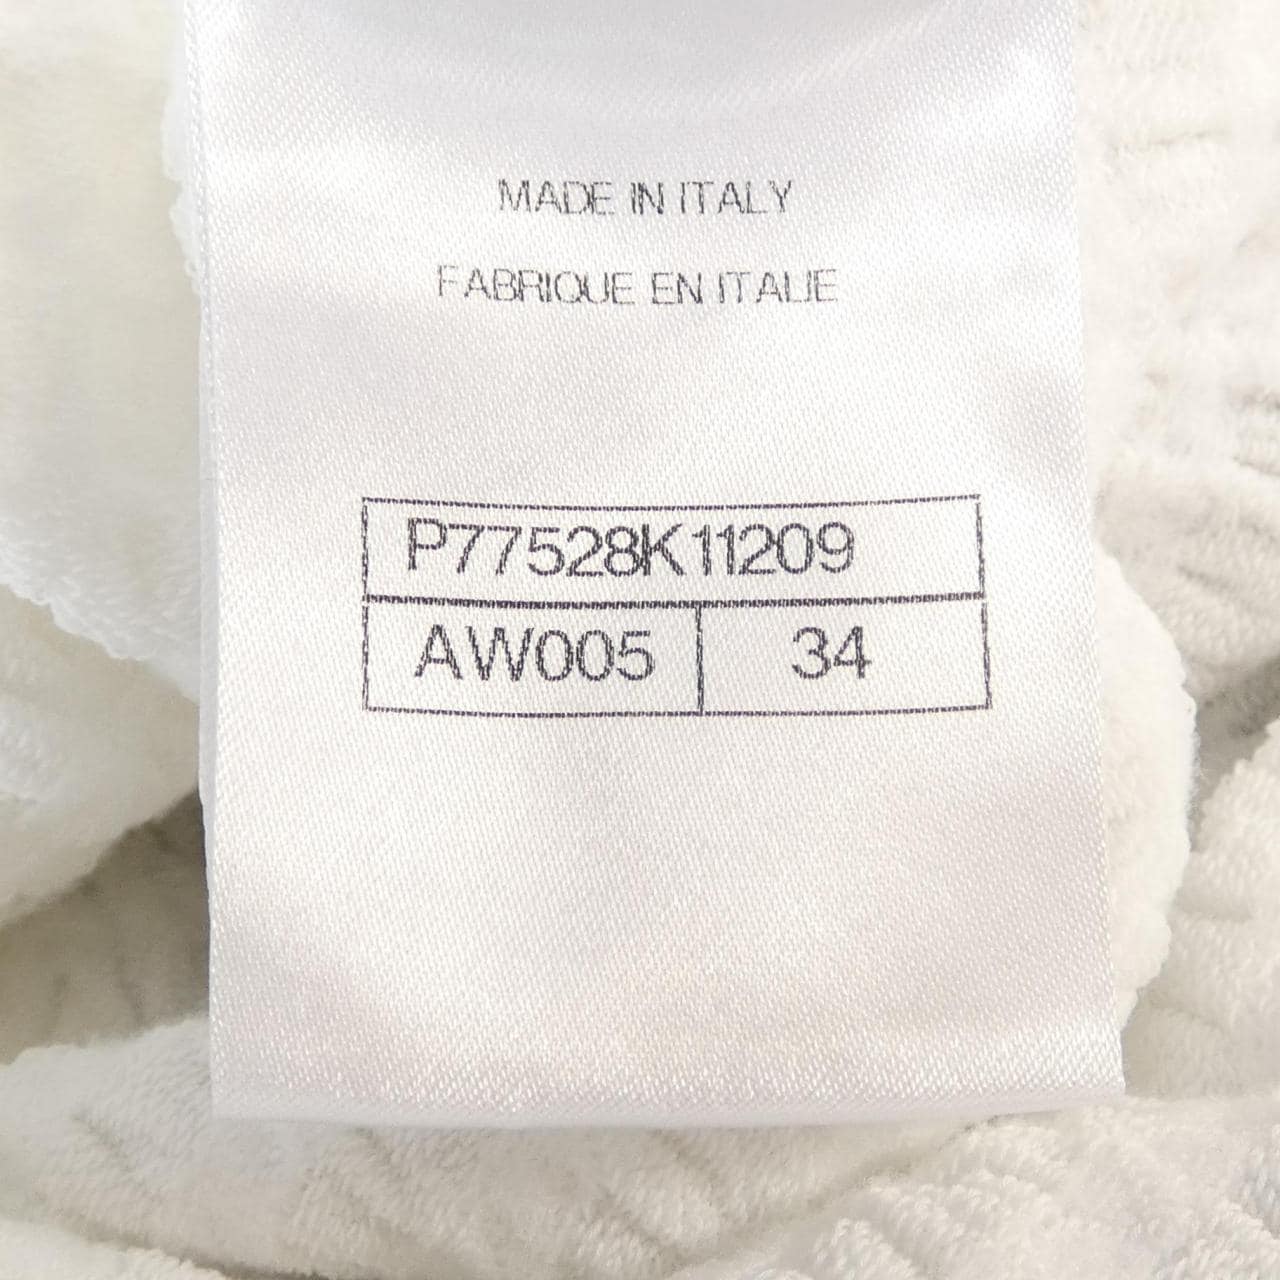 MADE IN ITALY
FABRIQUE EN ITALIE
P77528K11209
AW005 34